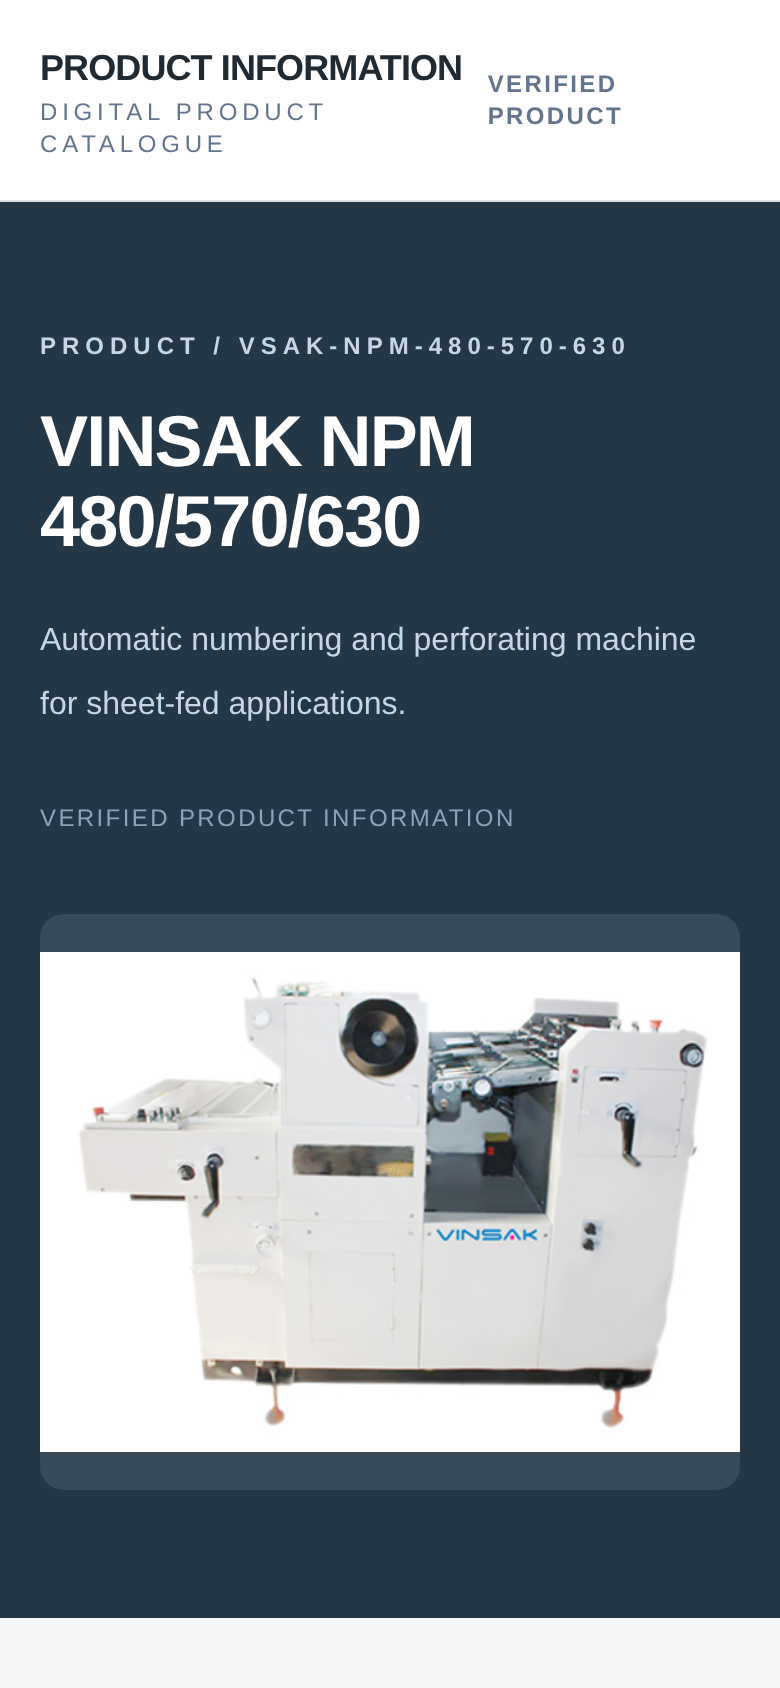 PRODUCT INFORMATION
DIGITAL PRODUCT
CATALOGUE
VERIFIED
PRODUCT
PRODUCT / VSAK-NPM-480-570-630
VINSAK NPM
480/570/630
Automatic numbering and perforating machine
for sheet-fed applications.
VERIFIED PRODUCT INFORMATION
VINSAK